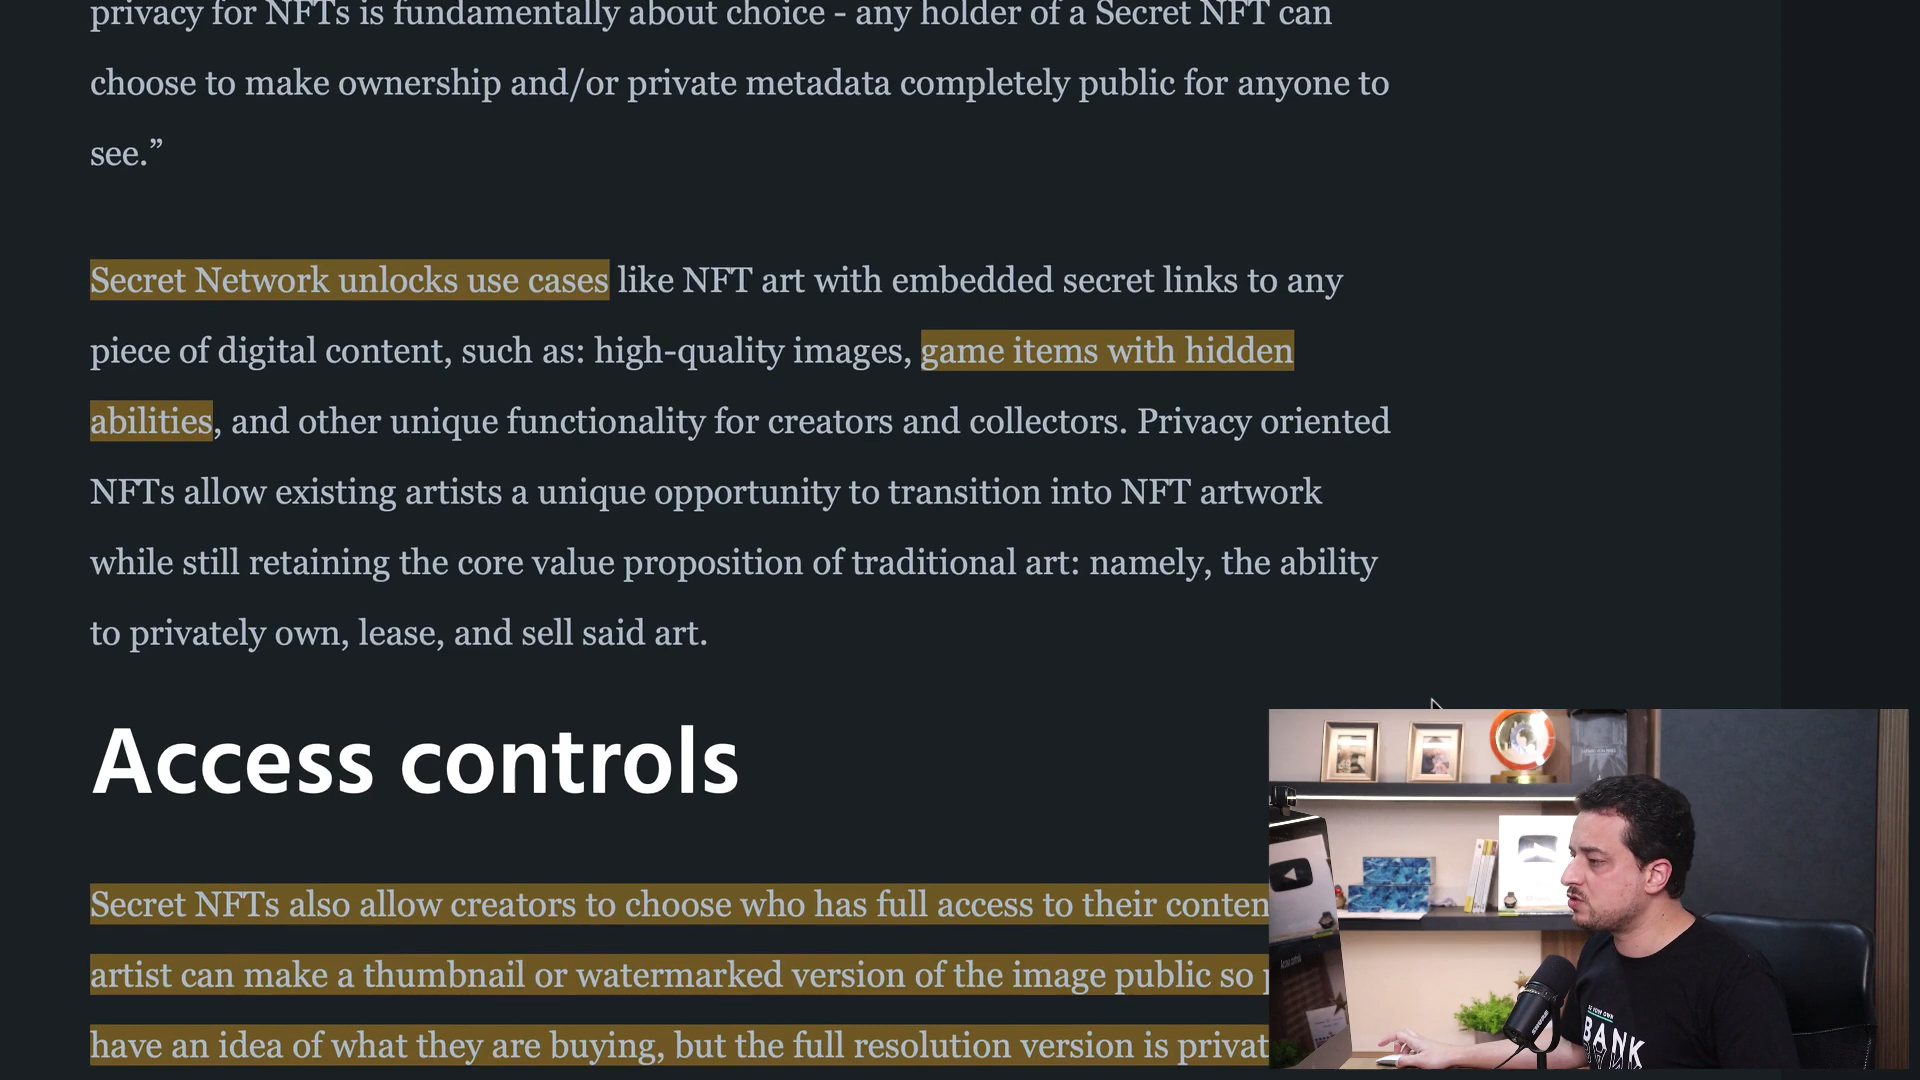 privacy for NFTs is fundamentally about choice - any holder of a Secret NFT can
choose to make ownership and/or private metadata completely public for anyone to
see.”
Secret Network unlocks use cases like NFT art with embedded secret links to any
piece of digital content, such as: high-quality images, game items with hidden
abilities, and other unique functionality for creators and collectors. Privacy oriented
NFTs allow existing artists a unique opportunity to transition into NFT artwork
while still retaining the core value proposition of traditional art: namely, the ability
to privately own, lease, and sell said art.
Access controls
Secret NFTs also allow creators to choose who has full access to their conten
artist can make a thumbnail or watermarked version of the image public so p
have an idea of what they are buying, but the full resolution version is privat
BE YOUR OWN
BANK